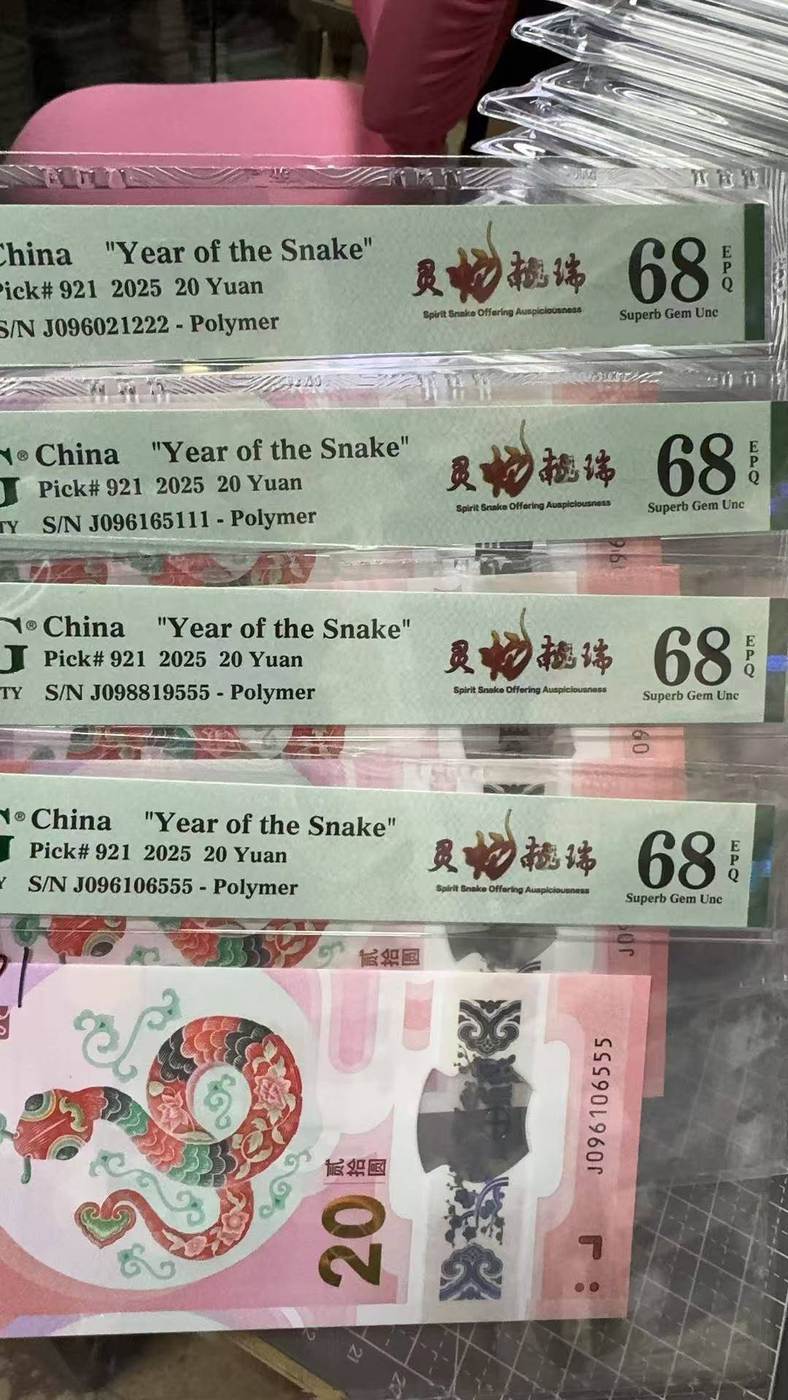 China "Year of the Snake"
Pick# 921 2025 20 Yuan
S/N J096021222 - Polymer
灵蛇献瑞
Spirit Snake Offering Auspiciousness
68
EPQ
Superb Gem Unc
G® China "Year of the Snake"
Pick# 921 2025 20 Yuan
TY S/N J096165111 - Polymer
灵蛇献瑞
Spirit Snake Offering Auspiciousness
68
EPQ
Superb Gem Unc
G® China "Year of the Snake"
Pick# 921 2025 20 Yuan
TY S/N J098819555 - Polymer
灵蛇献瑞
Spirit Snake Offering Auspiciousness
68
EPQ
Superb Gem Unc
G® China "Year of the Snake"
Pick# 921 2025 20 Yuan
Y S/N J096106555 - Polymer
灵蛇献瑞
Spirit Snake Offering Auspiciousness
68
EPQ
Superb Gem Unc
贰拾圆
贰拾圆
20
J096106555